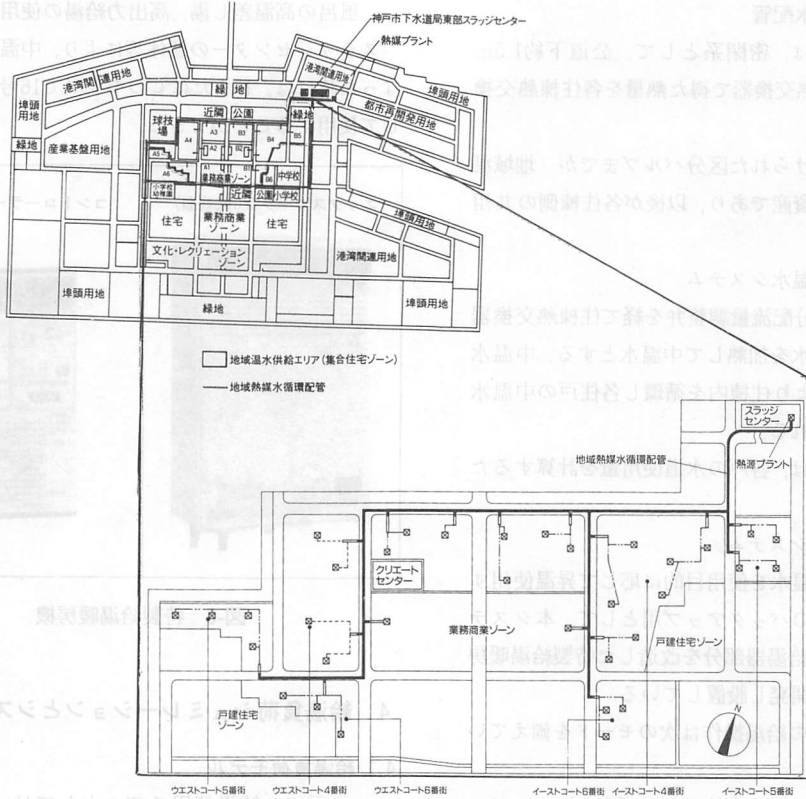 神戸市下水道局東部スラッジセンター
熱媒プラント
港湾関連用地
港湾関連用地
埠頭用地
緑地
都市再開発用地
埠頭用地
緑地
近隣公園
緑地
球技場
産業基盤用地
A4
A3
B3
B4
B5
A2
B2
A5
A1
B1
A6
B6
業務商業ゾーン
中学校
小学校
幼稚園
近隣公園
小学校
住宅
業務商業ゾーン
住宅
埠頭用地
文化・レクリェーションゾーン
港湾関連用地
埠頭用地
緑地
埠頭用地
地域温水供給エリア(集合住宅ゾーン)
地域熱媒水循環配管
スラッジセンター
地域熱媒水循環配管
熱源プラント
クリエートセンター
業務商業ゾーン
戸建住宅ゾーン
戸建住宅ゾーン
ウエストコート5番街
ウエストコート4番街
ウエストコート6番街
イーストコート6番街
イーストコート4番街
イーストコート5番街